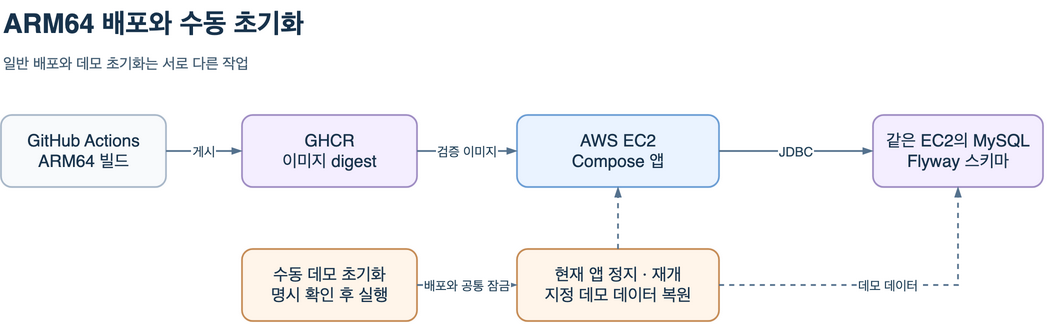 ARM64 배포와 수동 초기화
일반 배포와 데모 초기화는 서로 다른 작업
GitHub Actions
ARM64 빌드
게시
GHCR
이미지 digest
검증 이미지
AWS EC2
Compose 앱
JDBC
같은 EC2의 MySQL
Flyway 스키마
수동 데모 초기화
명시 확인 후 실행
배포와 공통 잠금
현재 앱 정지 · 재개
지정 데모 데이터 복원
데모 데이터